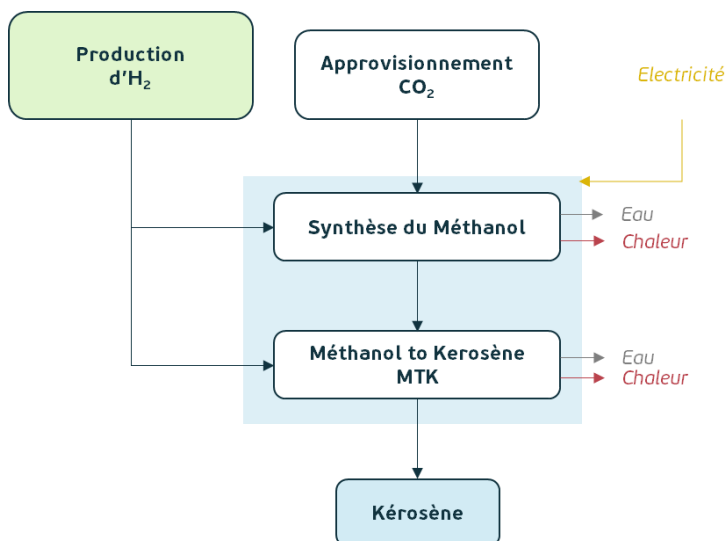 Production
d'H₂
Approvisionnement
CO₂
Electricité
Synthèse du Méthanol
Eau
Chaleur
Méthanol to Kerosène
MTK
Eau
Chaleur
Kérosène